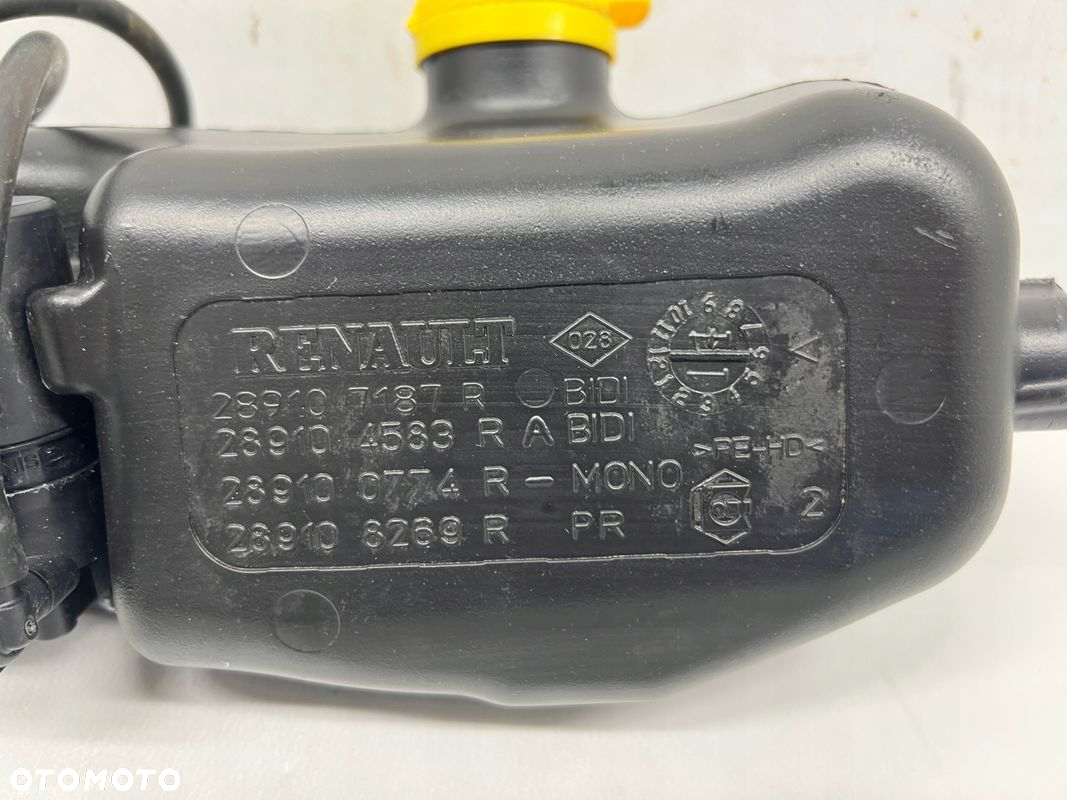 RENAULT 028
28910 7187 R BIDI
28910 4583 R A BIDI
>PE-HD<
28910 0774 R - MONO
28910 8269 R PR
2
OTOMOTO